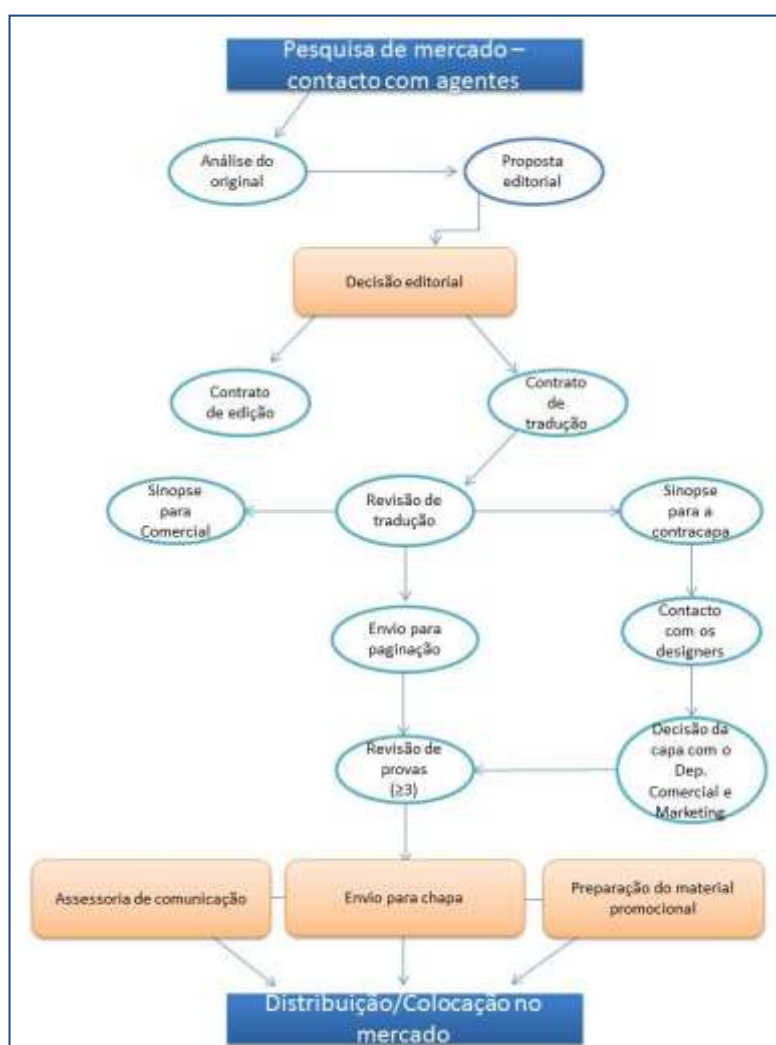 Pesquisa de mercado –
contacto com agentes
Análise do
original
Proposta
editorial
Decisão editorial
Contrato
de edição
Contrato
de
tradução
Sinopse
para
Comercial
Revisão de
tradução
Sinopse
para a
contracapa
Envio para
paginação
Contacto
com os
designers
Revisão de
provas
(≥3)
Decisão da
capa com o
Dep.
Comercial e
Marketing
Assessoria de comunicação
Envio para chapa
Preparação do material
promocional
Distribuição/Colocação no
mercado